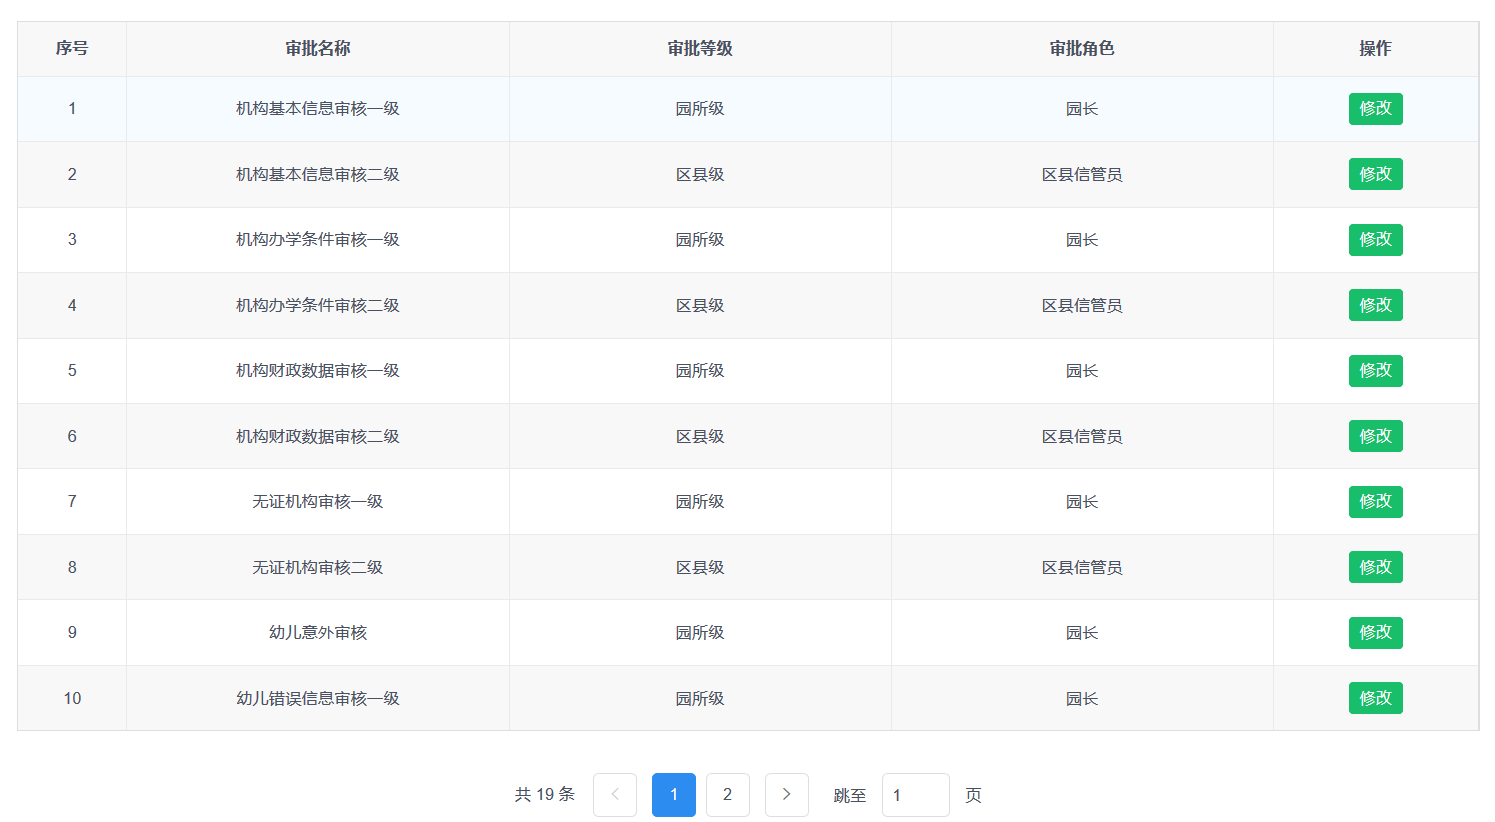 序号 审批名称 审批等级 审批角色 操作
1 机构基本信息审核一级 园所级 园长 修改
2 机构基本信息审核二级 区县级 区县信管员 修改
3 机构办学条件审核一级 园所级 园长 修改
4 机构办学条件审核二级 区县级 区县信管员 修改
5 机构财政数据审核一级 园所级 园长 修改
6 机构财政数据审核二级 区县级 区县信管员 修改
7 无证机构审核一级 园所级 园长 修改
8 无证机构审核二级 区县级 区县信管员 修改
9 幼儿意外审核 园所级 园长 修改
10 幼儿错误信息审核一级 园所级 园长 修改
共 19 条 1 2 跳至 1 页